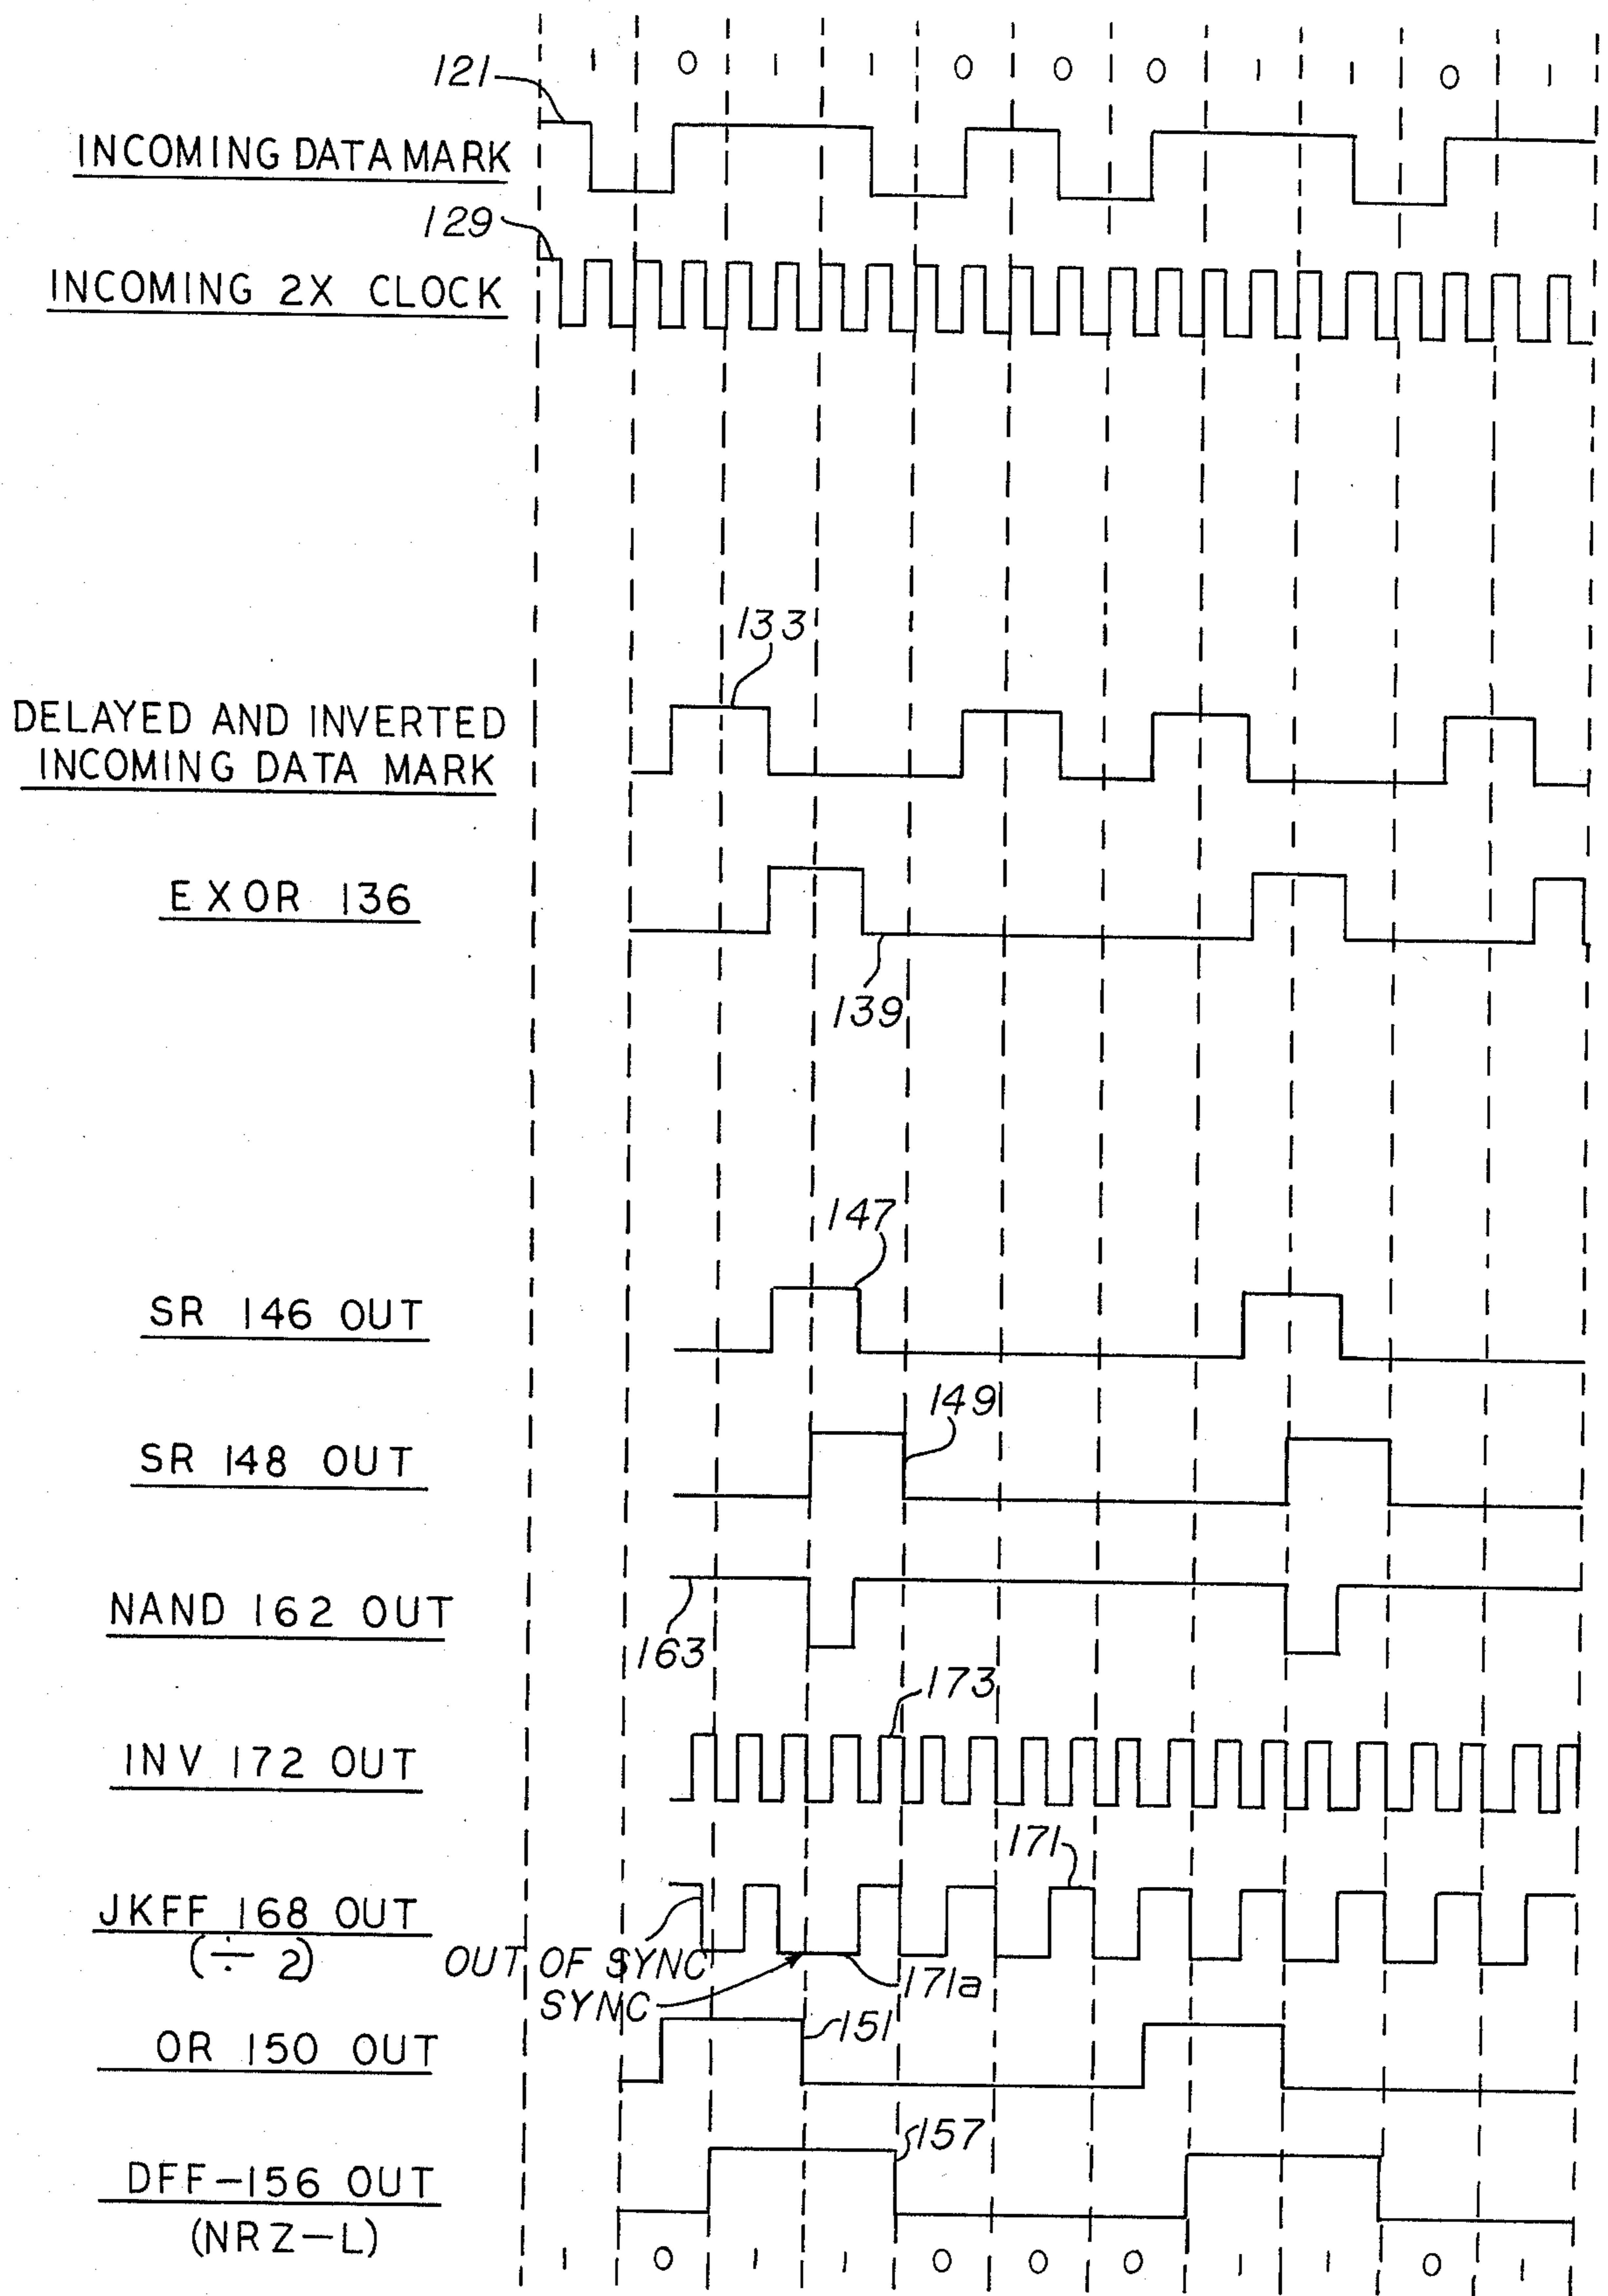 1 0 1 1 0 0 0 1 1 0 1
121
INCOMING DATA MARK
129
INCOMING 2X CLOCK
133
DELAYED AND INVERTED
INCOMING DATA MARK
EXOR 136
139
147
SR 146 OUT
149
SR 148 OUT
NAND 162 OUT
163
173
INV 172 OUT
171
JKFF 168 OUT
(÷ 2)
OUT OF SYNC
171a
SYNC
151
OR 150 OUT
157
DFF-156 OUT
(NRZ-L)
1 0 1 1 0 0 0 1 1 0 1